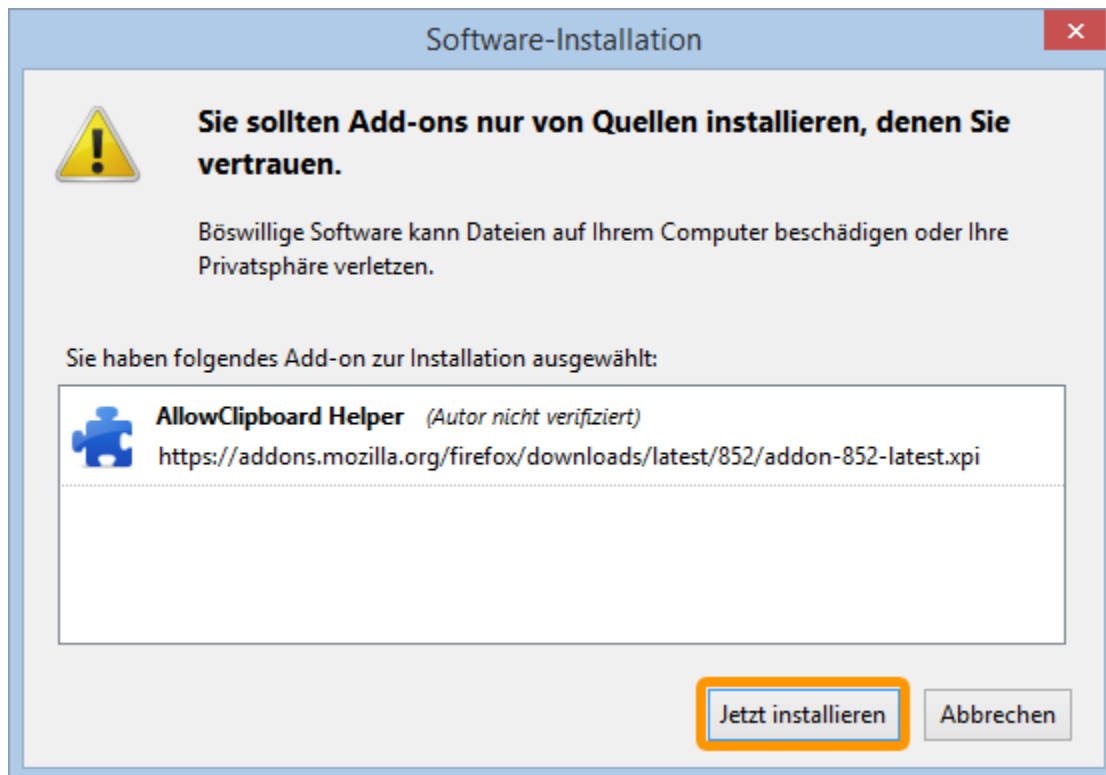 Software-Installation
Sie sollten Add-ons nur von Quellen installieren, denen Sie
vertrauen.
Böswillige Software kann Dateien auf Ihrem Computer beschädigen oder Ihre
Privatsphäre verletzen.
Sie haben folgendes Add-on zur Installation ausgewählt:
AllowClipboard Helper (Autor nicht verifiziert)
https://addons.mozilla.org/firefox/downloads/latest/852/addon-852-latest.xpi
Jetzt installieren Abbrechen